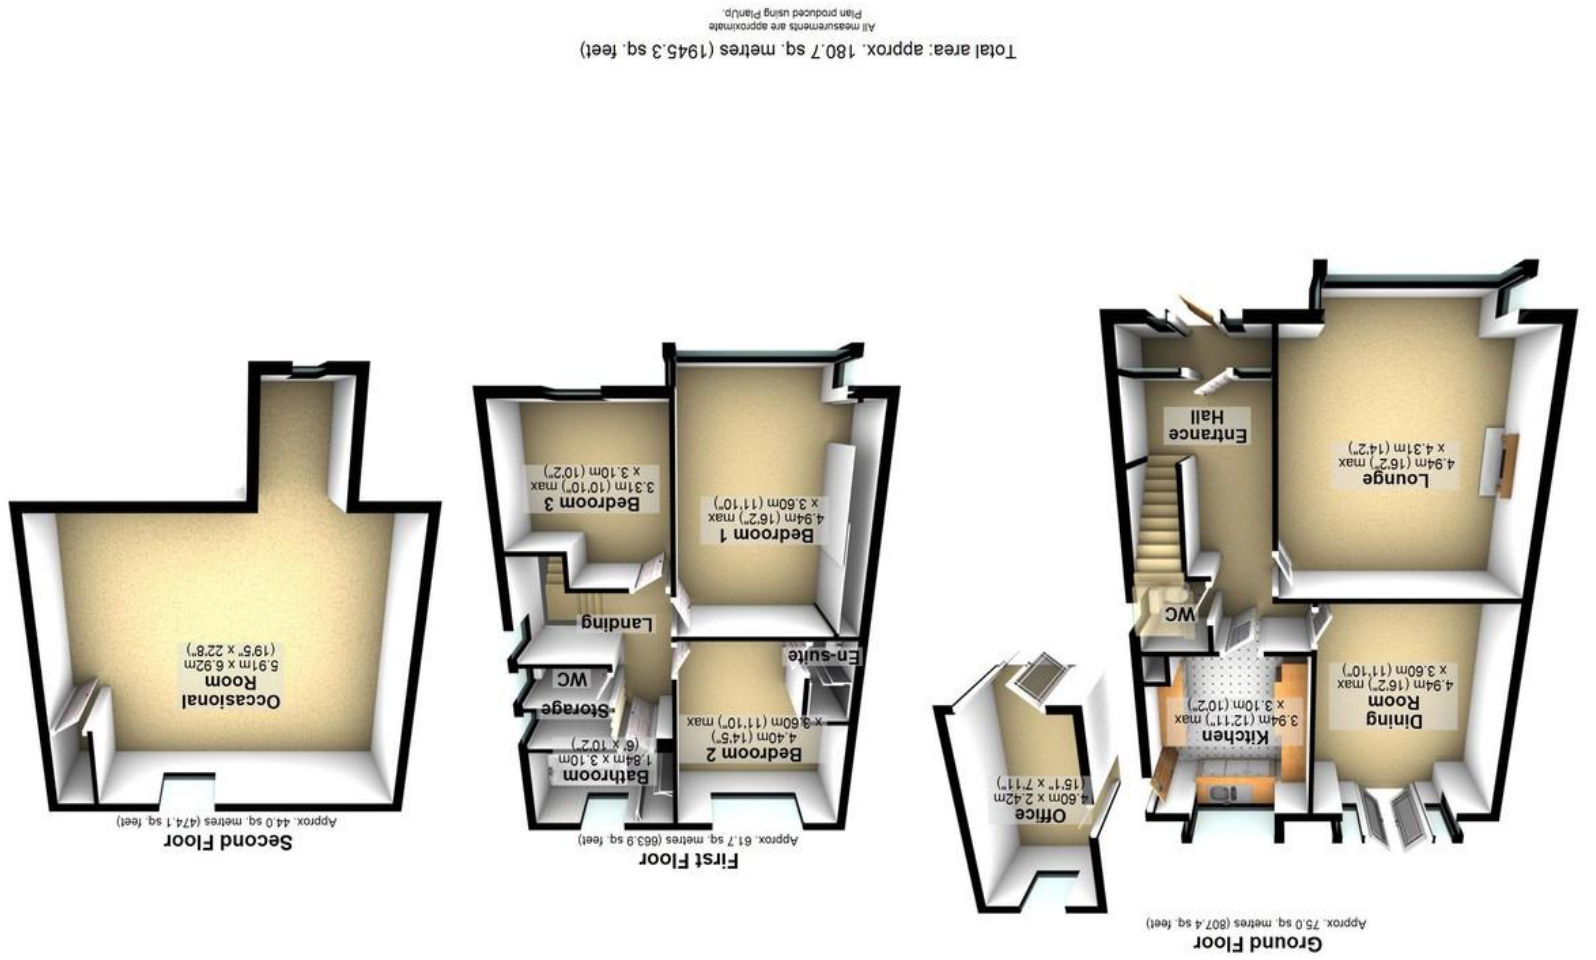 Ground Floor
Approx. 75.0 sq. metres (807.4 sq. feet)
Dining
Room
4.94m (16'2") max
x 3.60m (11'10")
Kitchen
3.94m (12'11") max
x 3.10m (10'2")
WC
Lounge
4.94m (16'2") max
x 4.31m (14'2")
Entrance
Hall
Office
4.60m x 2.42m
(15'1" x 7'11")
First Floor
Approx. 61.7 sq. metres (663.9 sq. feet)
Bedroom 2
4.40m (14'5")
x 3.60m (11'10") max
Bathroom
1.84m x 3.10m
(6' x 10'2")
Storage
WC
En-suite
Landing
Bedroom 1
4.94m (16'2") max
x 3.60m (11'10")
Bedroom 3
3.31m (10'10") max
x 3.10m (10'2")
Second Floor
Approx. 44.0 sq. metres (474.1 sq. feet)
Occasional
Room
5.91m x 6.92m
(19'5" x 22'8")
Total area: approx. 180.7 sq. metres (1945.3 sq. feet)
All measurements are approximate
Plan produced using PlanUp.